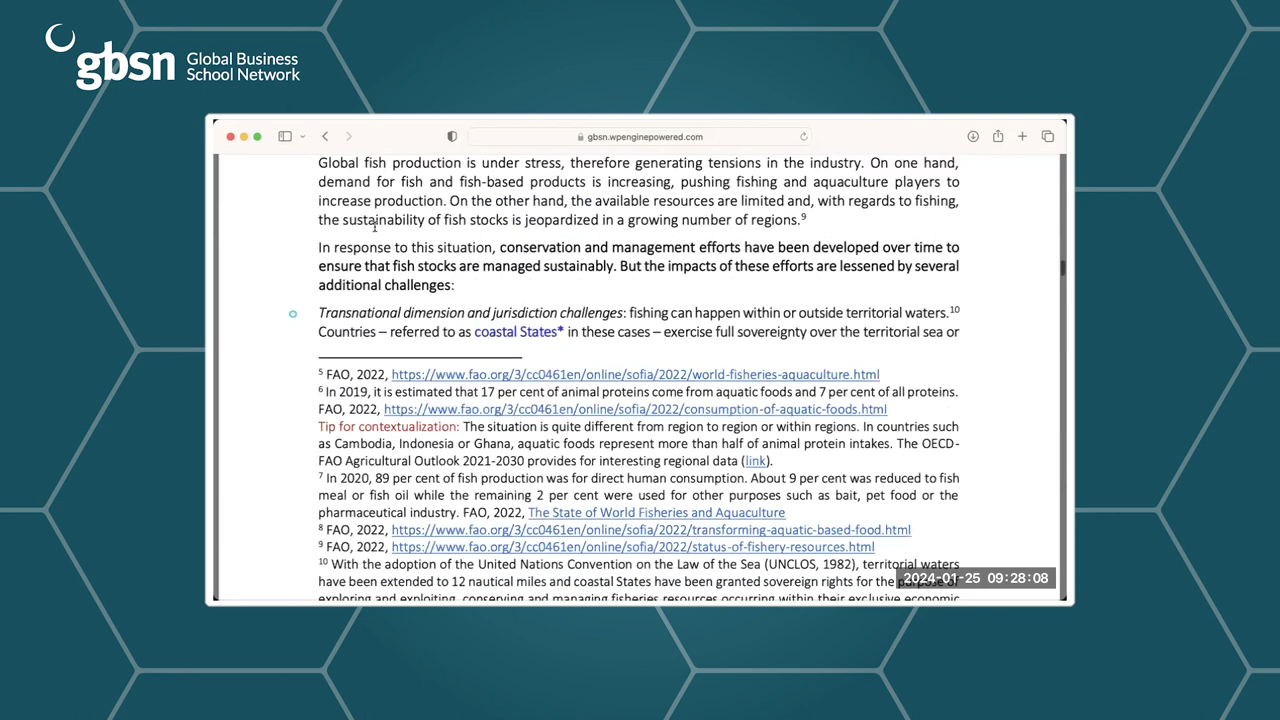 gbsn Global Business
School Network
gbsn.wpenginepowered.com
Global fish production is under stress, therefore generating tensions in the industry. On one hand,
demand for fish and fish-based products is increasing, pushing fishing and aquaculture players to
increase production. On the other hand, the available resources are limited and, with regards to fishing,
the sustainability of fish stocks is jeopardized in a growing number of regions.⁹
In response to this situation, conservation and management efforts have been developed over time to
ensure that fish stocks are managed sustainably. But the impacts of these efforts are lessened by several
additional challenges:
Transnational dimension and jurisdiction challenges: fishing can happen within or outside territorial waters.¹⁰
Countries – referred to as coastal States* in these cases – exercise full sovereignty over the territorial sea or
⁵ FAO, 2022, https://www.fao.org/3/cc0461en/online/sofia/2022/world-fisheries-aquaculture.html
⁶ In 2019, it is estimated that 17 per cent of animal proteins come from aquatic foods and 7 per cent of all proteins.
FAO, 2022, https://www.fao.org/3/cc0461en/online/sofia/2022/consumption-of-aquatic-foods.html
Tip for contextualization: The situation is quite different from region to region or within regions. In countries such
as Cambodia, Indonesia or Ghana, aquatic foods represent more than half of animal protein intakes. The OECD-
FAO Agricultural Outlook 2021-2030 provides for interesting regional data (link).
⁷ In 2020, 89 per cent of fish production was for direct human consumption. About 9 per cent was reduced to fish
meal or fish oil while the remaining 2 per cent were used for other purposes such as bait, pet food or the
pharmaceutical industry. FAO, 2022, The State of World Fisheries and Aquaculture
⁸ FAO, 2022, https://www.fao.org/3/cc0461en/online/sofia/2022/transforming-aquatic-based-food.html
⁹ FAO, 2022, https://www.fao.org/3/cc0461en/online/sofia/2022/status-of-fishery-resources.html
¹⁰ With the adoption of the United Nations Convention on the Law of the Sea (UNCLOS, 1982), territorial waters
have been extended to 12 nautical miles and coastal States have been granted sovereign rights for the purpose of
exploring and exploiting, conserving and managing fisheries resources occurring within their exclusive economic
2024-01-25 09:28:08